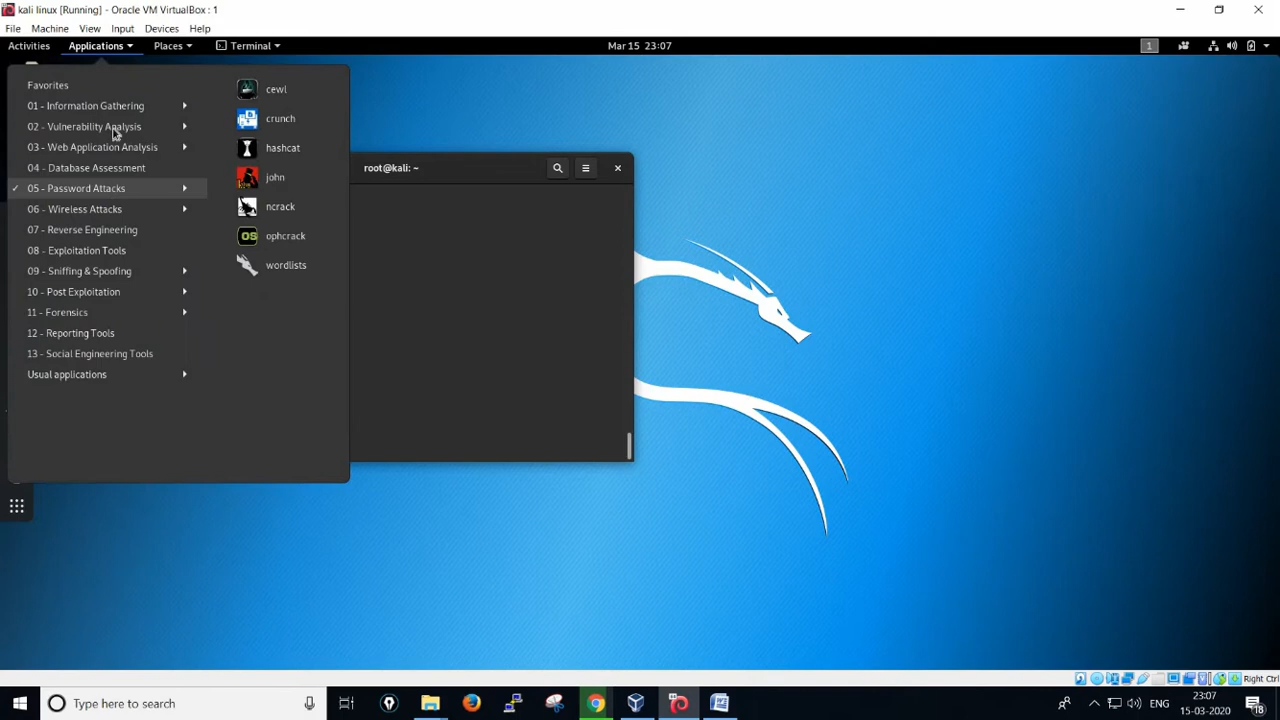 kali linux [Running] - Oracle VM VirtualBox : 1
File Machine View Input Devices Help
Activities Applications Places Terminal Mar 15 23:07 1
Favorites
01 - Information Gathering
02 - Vulnerability Analysis
03 - Web Application Analysis
04 - Database Assessment
05 - Password Attacks
06 - Wireless Attacks
07 - Reverse Engineering
08 - Exploitation Tools
09 - Sniffing & Spoofing
10 - Post Exploitation
11 - Forensics
12 - Reporting Tools
13 - Social Engineering Tools
Usual applications
cewl
crunch
hashcat
john
ncrack
OS ophcrack
wordlists
root@kali: ~
Right Ctrl
Type here to search
ENG
23:07
15-03-2020
18